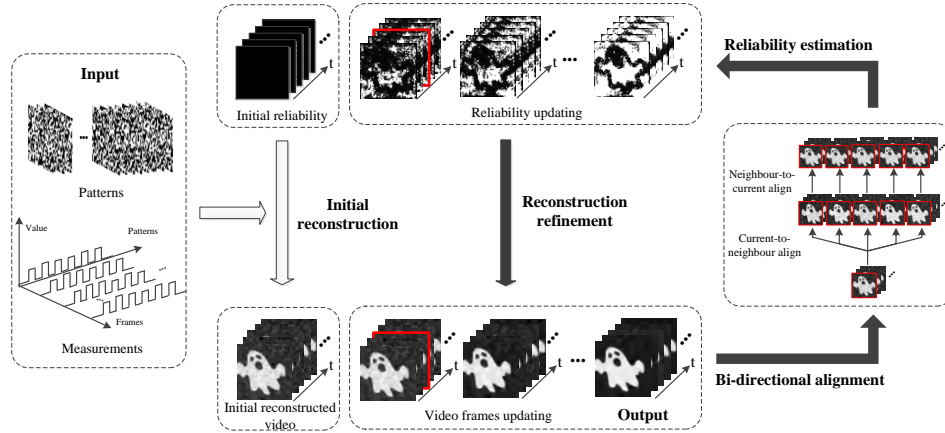 Input
...
Patterns
Value
Patterns
...
...
Frames
Measurements
...
t
Initial reliability
...
t
...
t
...
...
t
Reliability updating
Initial
reconstruction
Reconstruction
refinement
Reliability estimation
...
Neighbour-to-
current align
...
Current-to-
neighbour align
...
...
t
Initial reconstructed
video
...
t
...
t
...
...
t
Video frames updating
Output
Bi-directional alignment